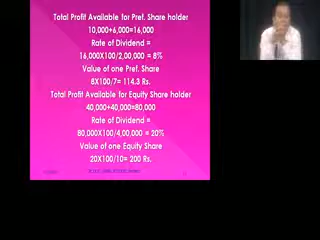 Total Profit Available for Pref. Share holder
10,000+6,000=16,000
Rate of Dividend =
16,000X100/2,00,000 = 8%
Value of one Pref. Share
8X100/7= 114.3 Rs.
Total Profit Available for Equity Share holder
40,000+40,000=80,000
Rate of Dividend =
80,000X100/4,00,000 = 20%
Value of one Equity Share
20X100/10= 200 Rs.